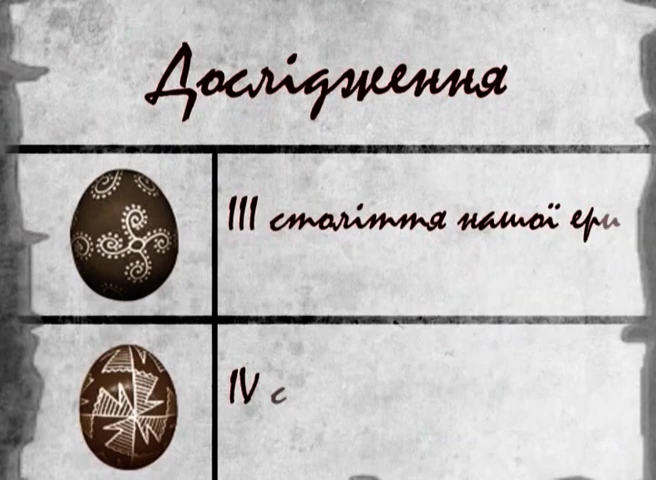 Дослідження
III століття нашої ери
IV с